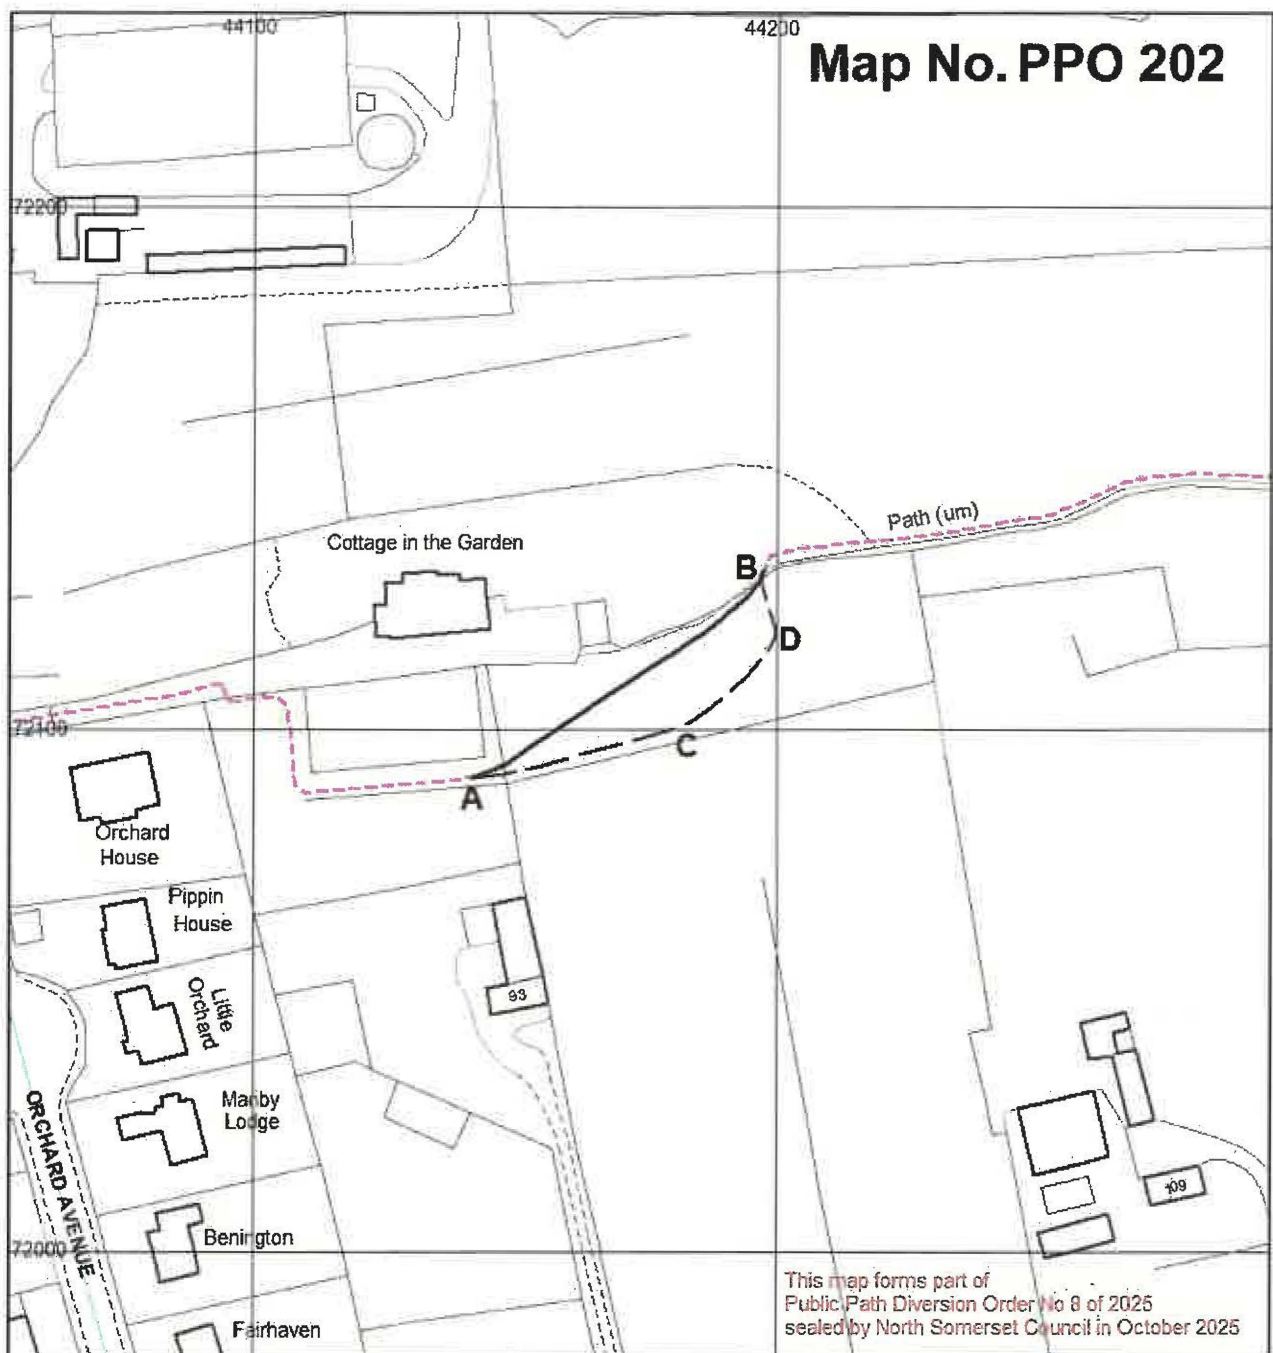 44100
44200
Map No. PPO 202
72200
Path (um)
Cottage in the Garden
B
D
72100
C
A
Orchard
House
Pippin
House
93
Little
Orchard
ORCHARD AVENUE
Manby
Lodge
109
Benington
72000
This map forms part of
Public Path Diversion Order No 8 of 2025
sealed by North Somerset Council in October 2025
Fairhaven